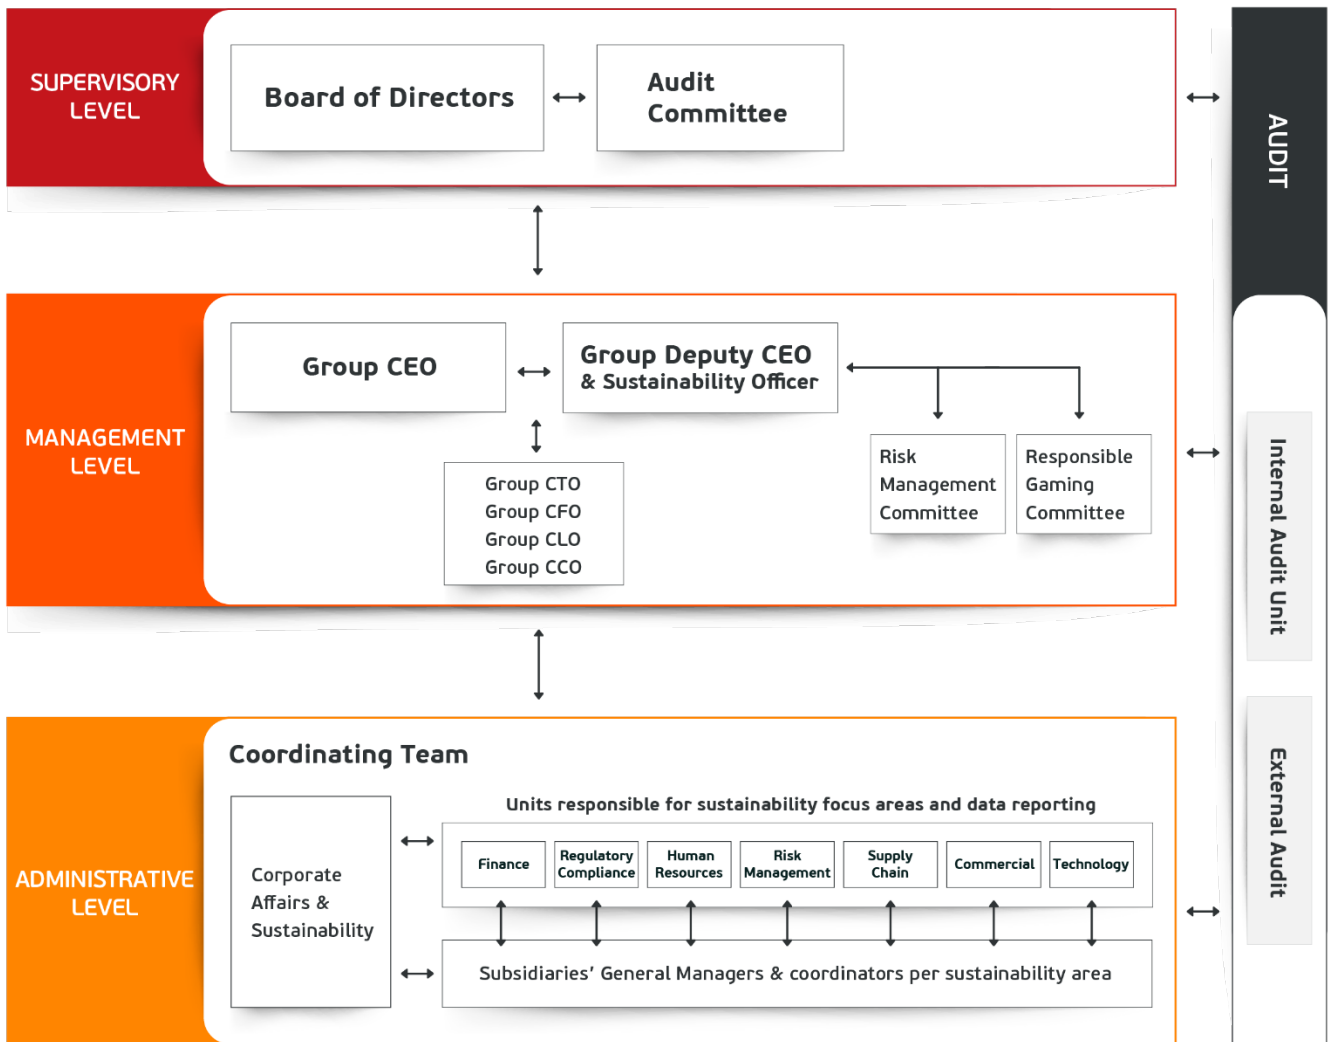 SUPERVISORY
LEVEL
Board of Directors
Audit
Committee
AUDIT
MANAGEMENT
LEVEL
Group CEO
Group Deputy CEO
& Sustainability Officer
Group CTO
Group CFO
Group CLO
Group CCO
Risk
Management
Committee
Responsible
Gaming
Committee
Internal Audit Unit
External Audit
ADMINISTRATIVE
LEVEL
Coordinating Team
Corporate
Affairs &
Sustainability
Units responsible for sustainability focus areas and data reporting
Finance
Regulatory
Compliance
Human
Resources
Risk
Management
Supply
Chain
Commercial
Technology
Subsidiaries’ General Managers & coordinators per sustainability area